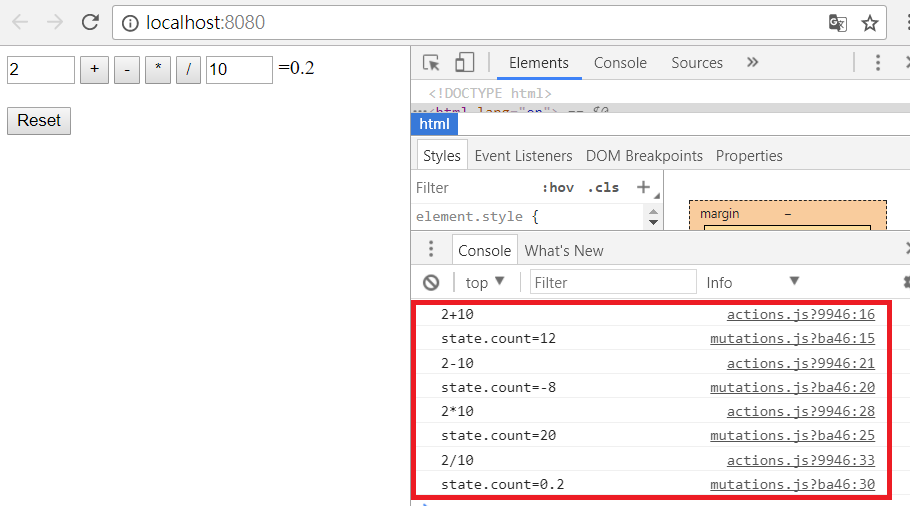 localhost:8080
2 + - * / 10 =0.2
Reset
Elements Console Sources »
<!DOCTYPE html>
…<html lang="en"> == $0
html
Styles Event Listeners DOM Breakpoints Properties
Filter :hov .cls +
element.style {
margin –
Console What's New
top ▼ Filter Info ▼
2+10 actions.js?9946:16
state.count=12 mutations.js?ba46:15
2-10 actions.js?9946:21
state.count=-8 mutations.js?ba46:20
2*10 actions.js?9946:28
state.count=20 mutations.js?ba46:25
2/10 actions.js?9946:33
state.count=0.2 mutations.js?ba46:30